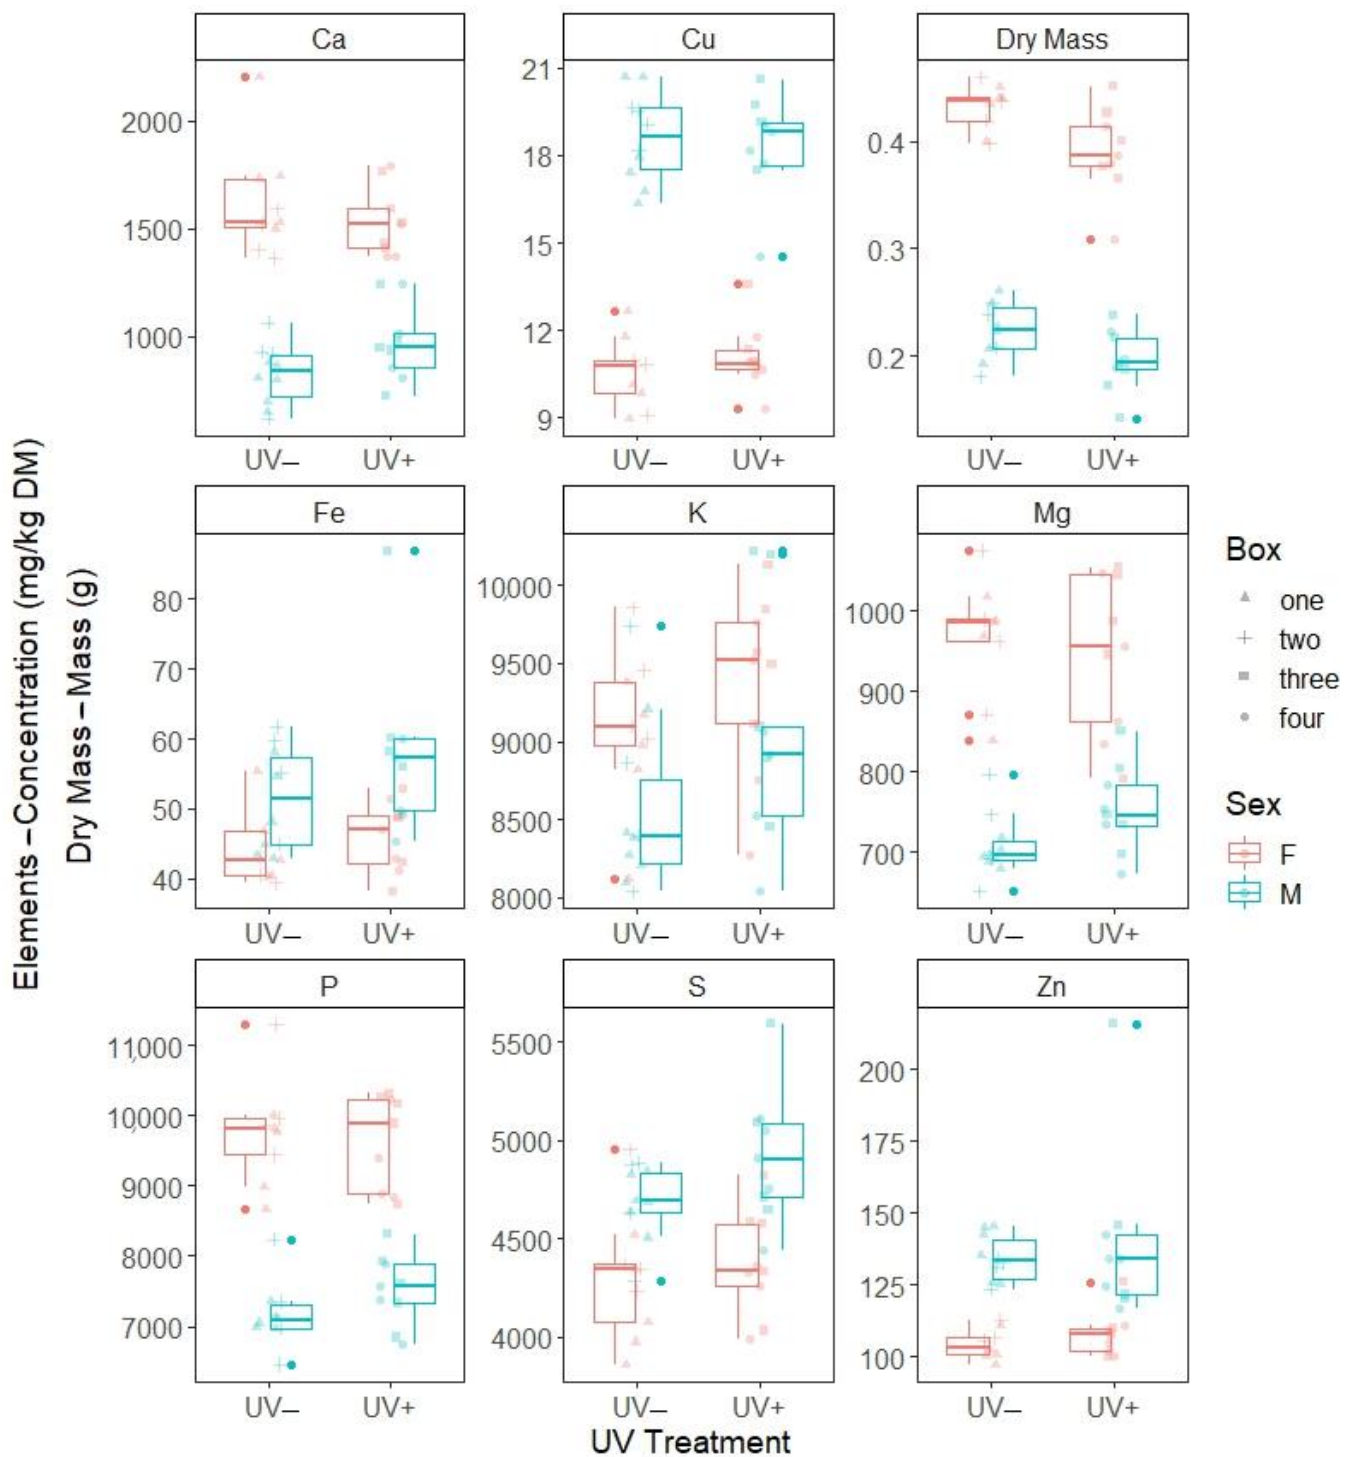 Ca
Cu
Dry Mass
2000
1500
1000
21
18
15
12
9
0.4
0.3
0.2
UV–
UV+
UV–
UV+
UV–
UV+
Fe
K
Mg
80
70
60
50
40
10,000
9500
9000
8500
8000
1000
900
800
700
UV–
UV+
UV–
UV+
UV–
UV+
P
S
Zn
11,000
10,000
9000
8000
7000
5500
5000
4500
4000
200
175
150
125
100
UV–
UV+
UV–
UV+
UV–
UV+
UV Treatment
Elements –Concentration (mg/kg DM)
Dry Mass –Mass (g)
Box
one
two
three
four
Sex
F
M